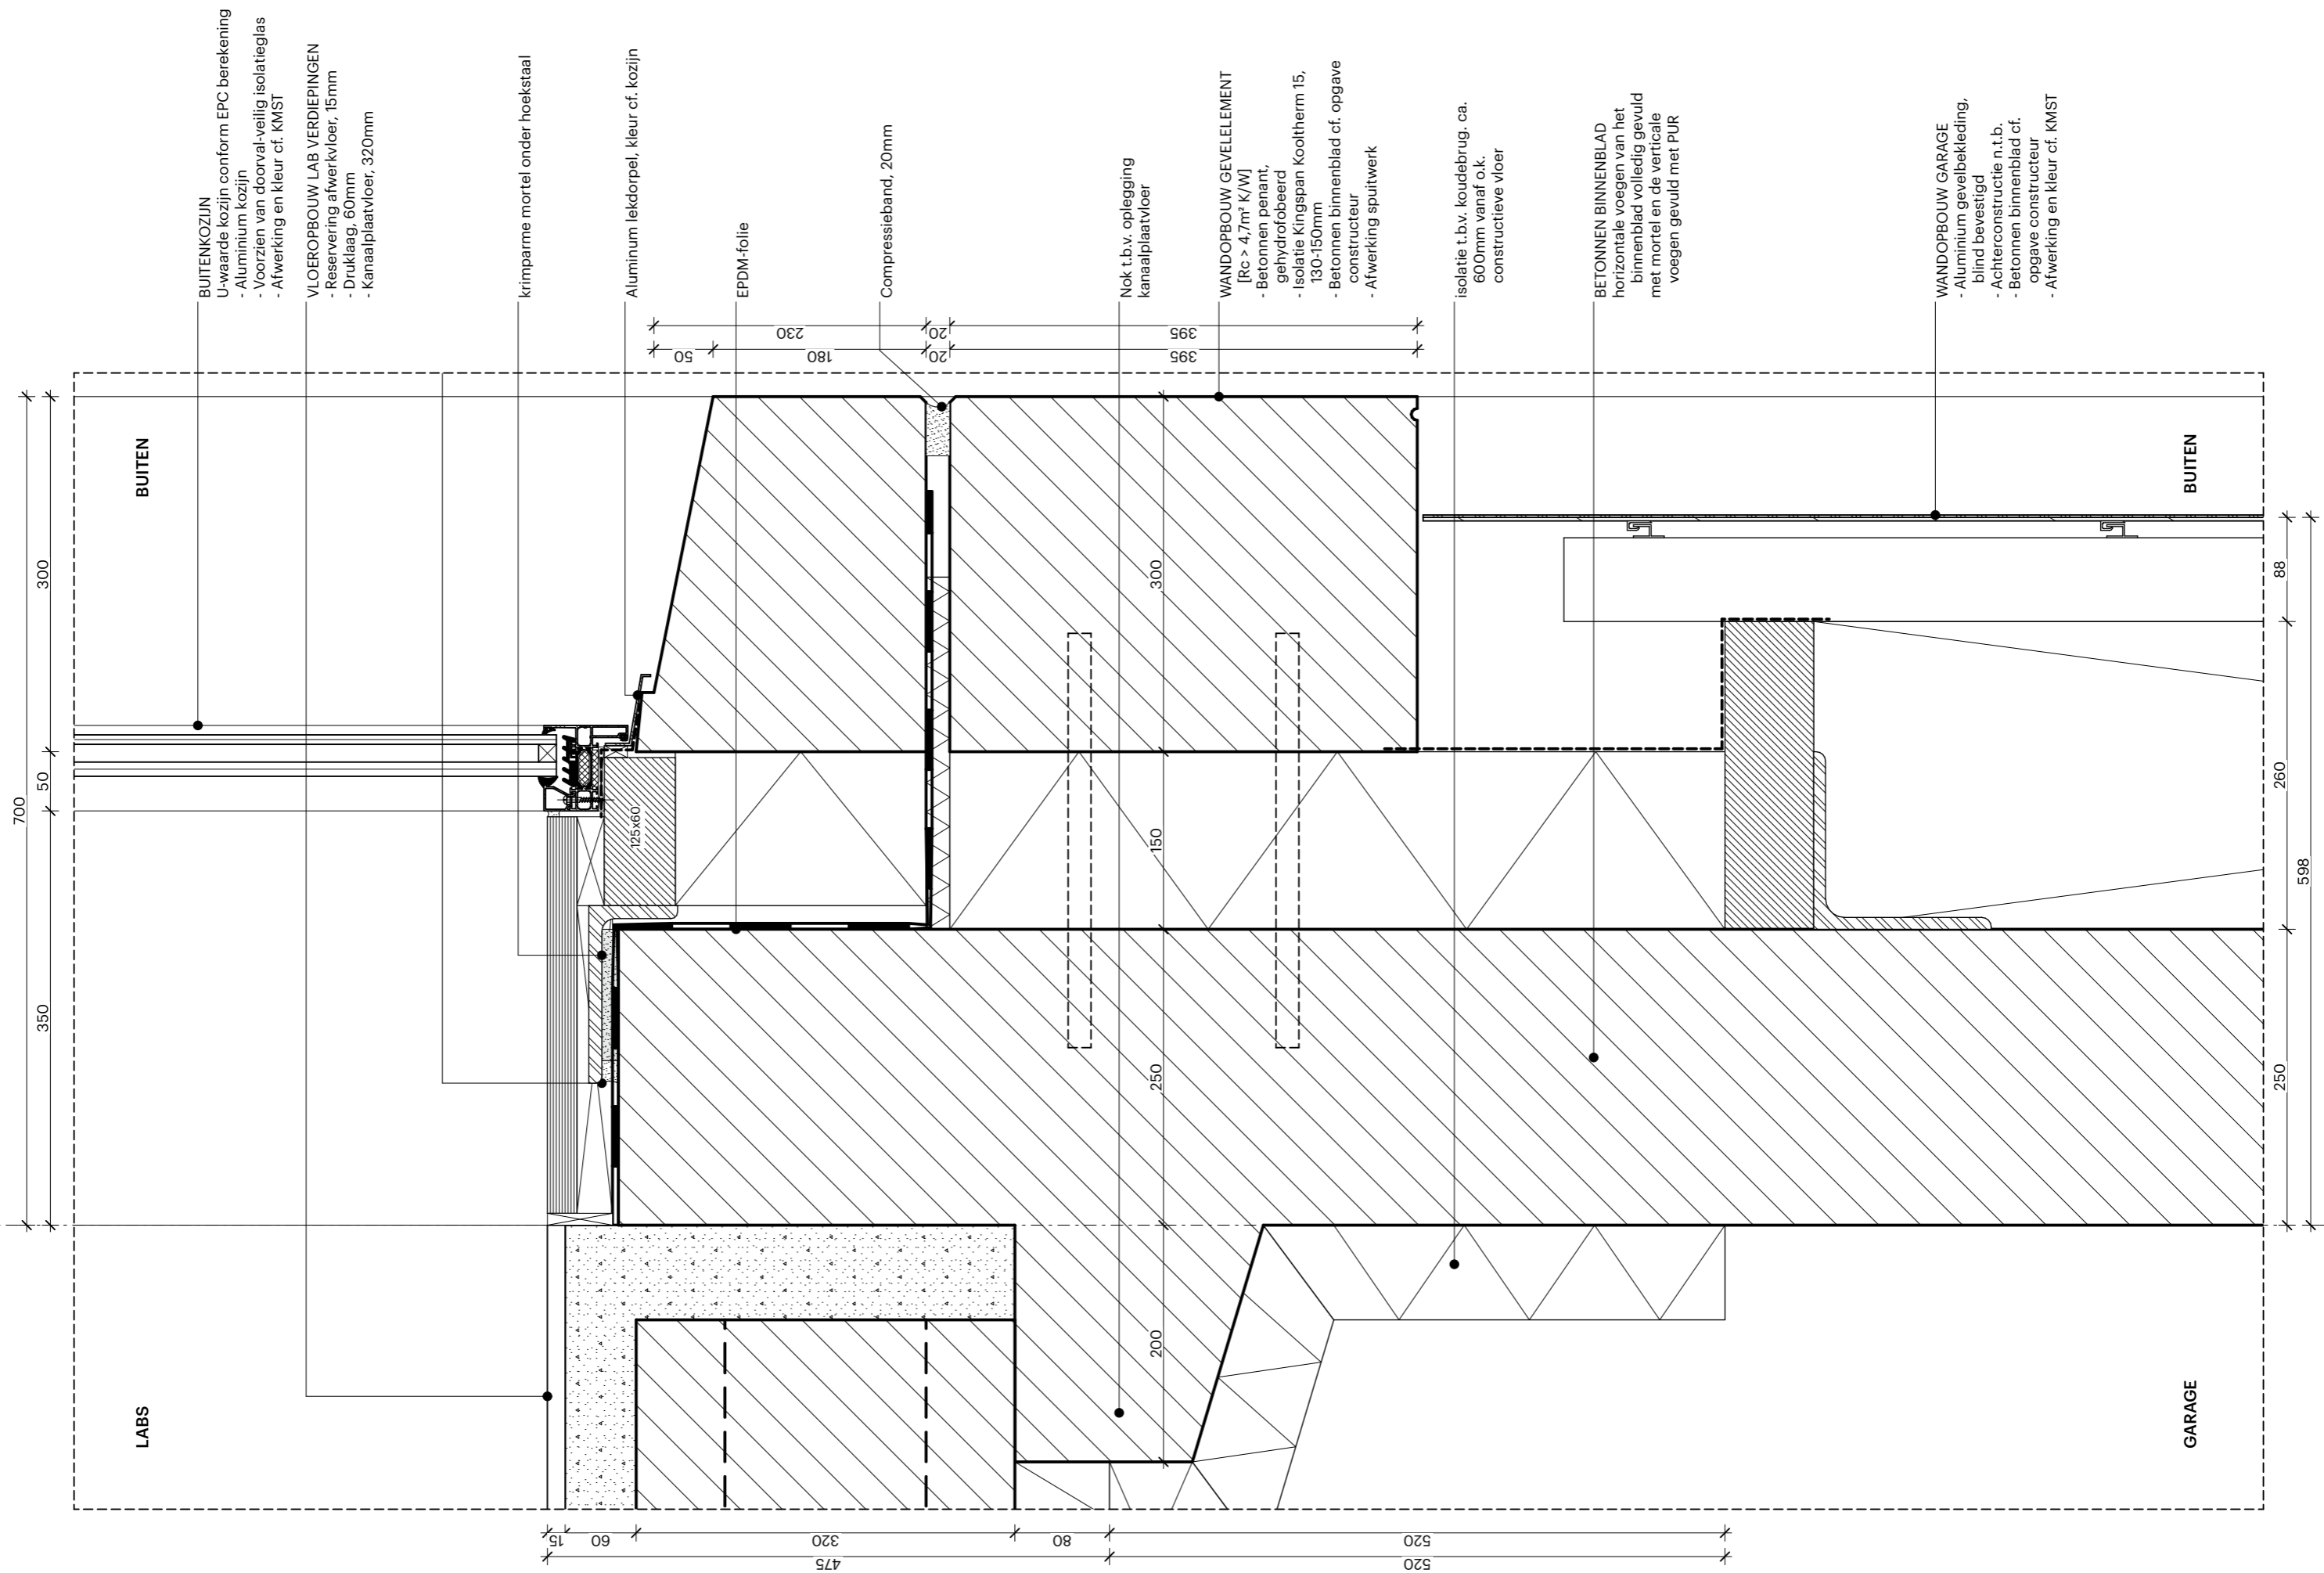 BUITENKOZIJN
U-waarde kozijn conform EPC berekening
- Aluminium kozijn
- Voorzien van doorval-veilig isolatieglas
- Afwerking en kleur cf. KMST
VLOEROPBOUW LAB VERDIEPINGEN
- Reservering afwerkvloer, 15mm
- Druklaag, 60mm
- Kanaalplaatvloer, 320mm
krimparme mortel onder hoekstaal
Aluminum lekdorpel, kleur cf. kozijn
EPDM-folie
Compressieband, 20mm
Nok t.b.v. oplegging
kanaalplaatvloer
WANDOPBOUW GEVELELEMENT
[Rc > 4,7m² K/W]
- Betonnen penant,
gehydrofobeerd
- Isolatie Kingspan Kooltherm 15,
130-150mm
- Betonnen binnenblad cf. opgave
constructeur
- Afwerking spuitwerk
isolatie t.b.v. koudebrug. ca.
600mm vanaf o.k.
constructieve vloer
BETONNEN BINNENBLAD
horizontale voegen van het
binnenblad volledig gevuld
met mortel en de verticale
voegen gevuld met PUR
WANDOPBOUW GARAGE
- Aluminium gevelbekleding,
blind bevestigd
- Achterconstructie n.t.b.
- Betonnen binnenblad cf.
opgave constructeur
- Afwerking en kleur cf. KMST
230
20
395
50
180
20
395
BUITEN
BUITEN
LABS
GARAGE
700
300
50
350
125x60
300
150
250
200
88
260
250
598
15
60
320
80
520
475
520